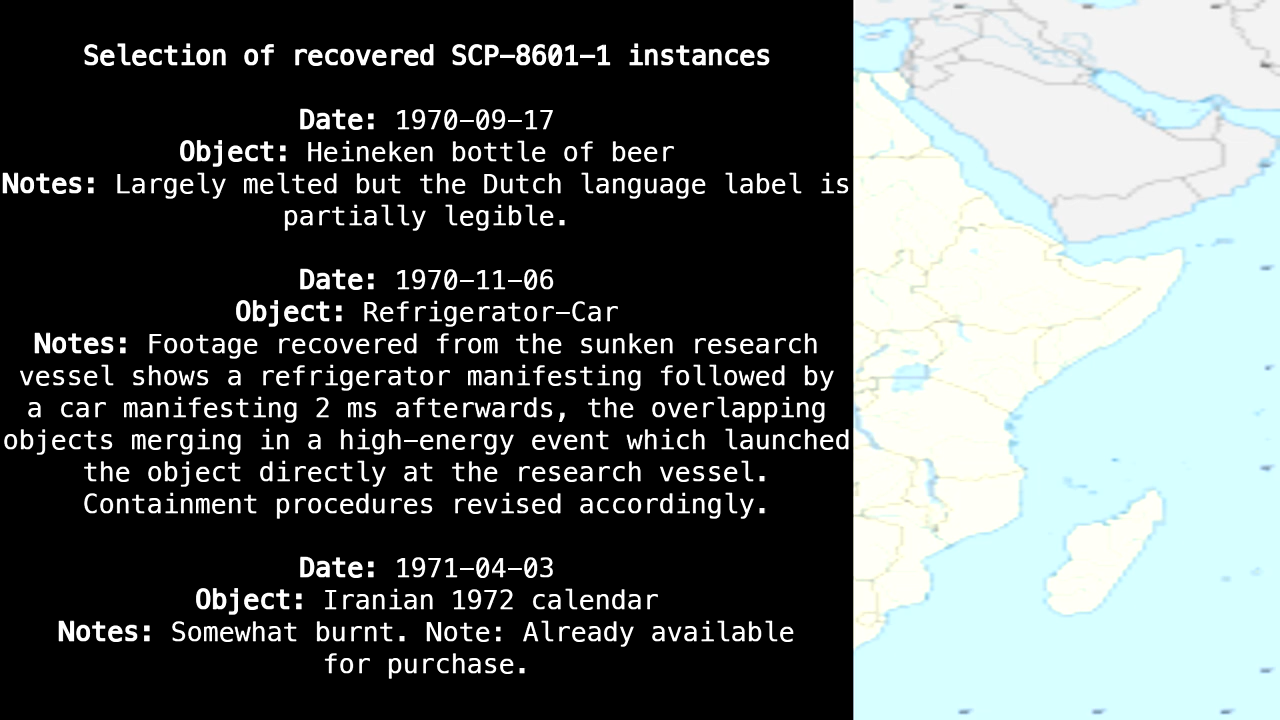 Selection of recovered SCP-8601-1 instances
Date: 1970-09-17
Object: Heineken bottle of beer
Notes: Largely melted but the Dutch language label is
partially legible.
Date: 1970-11-06
Object: Refrigerator-Car
Notes: Footage recovered from the sunken research
vessel shows a refrigerator manifesting followed by
a car manifesting 2 ms afterwards, the overlapping
objects merging in a high-energy event which launched
the object directly at the research vessel.
Containment procedures revised accordingly.
Date: 1971-04-03
Object: Iranian 1972 calendar
Notes: Somewhat burnt. Note: Already available
for purchase.